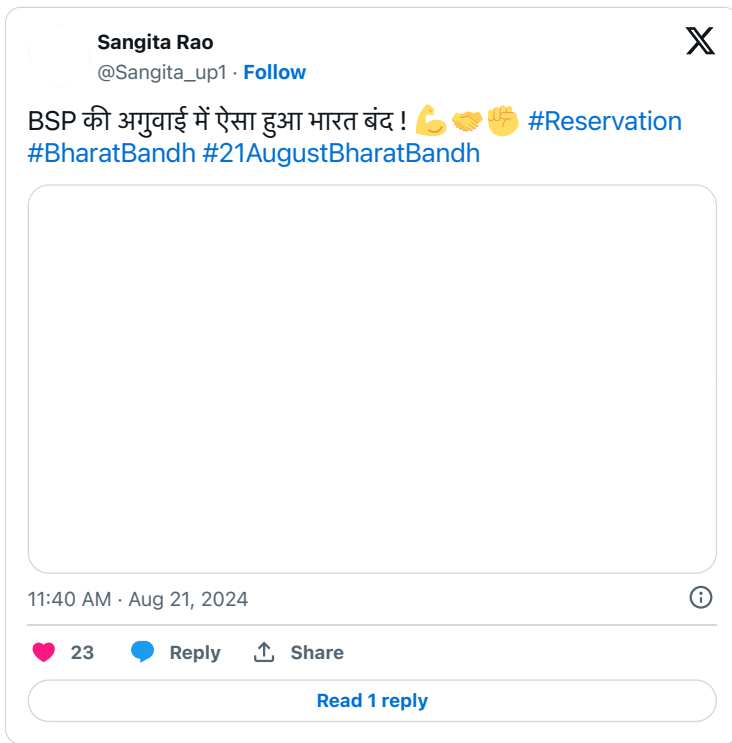 Sangita Rao
@Sangita_up1 · Follow
BSP की अगुवाई में ऐसा हुआ भारत बंद ! 💪🤝✊ #Reservation
#BharatBandh #21AugustBharatBandh
11:40 AM · Aug 21, 2024
23 Reply Share
Read 1 reply